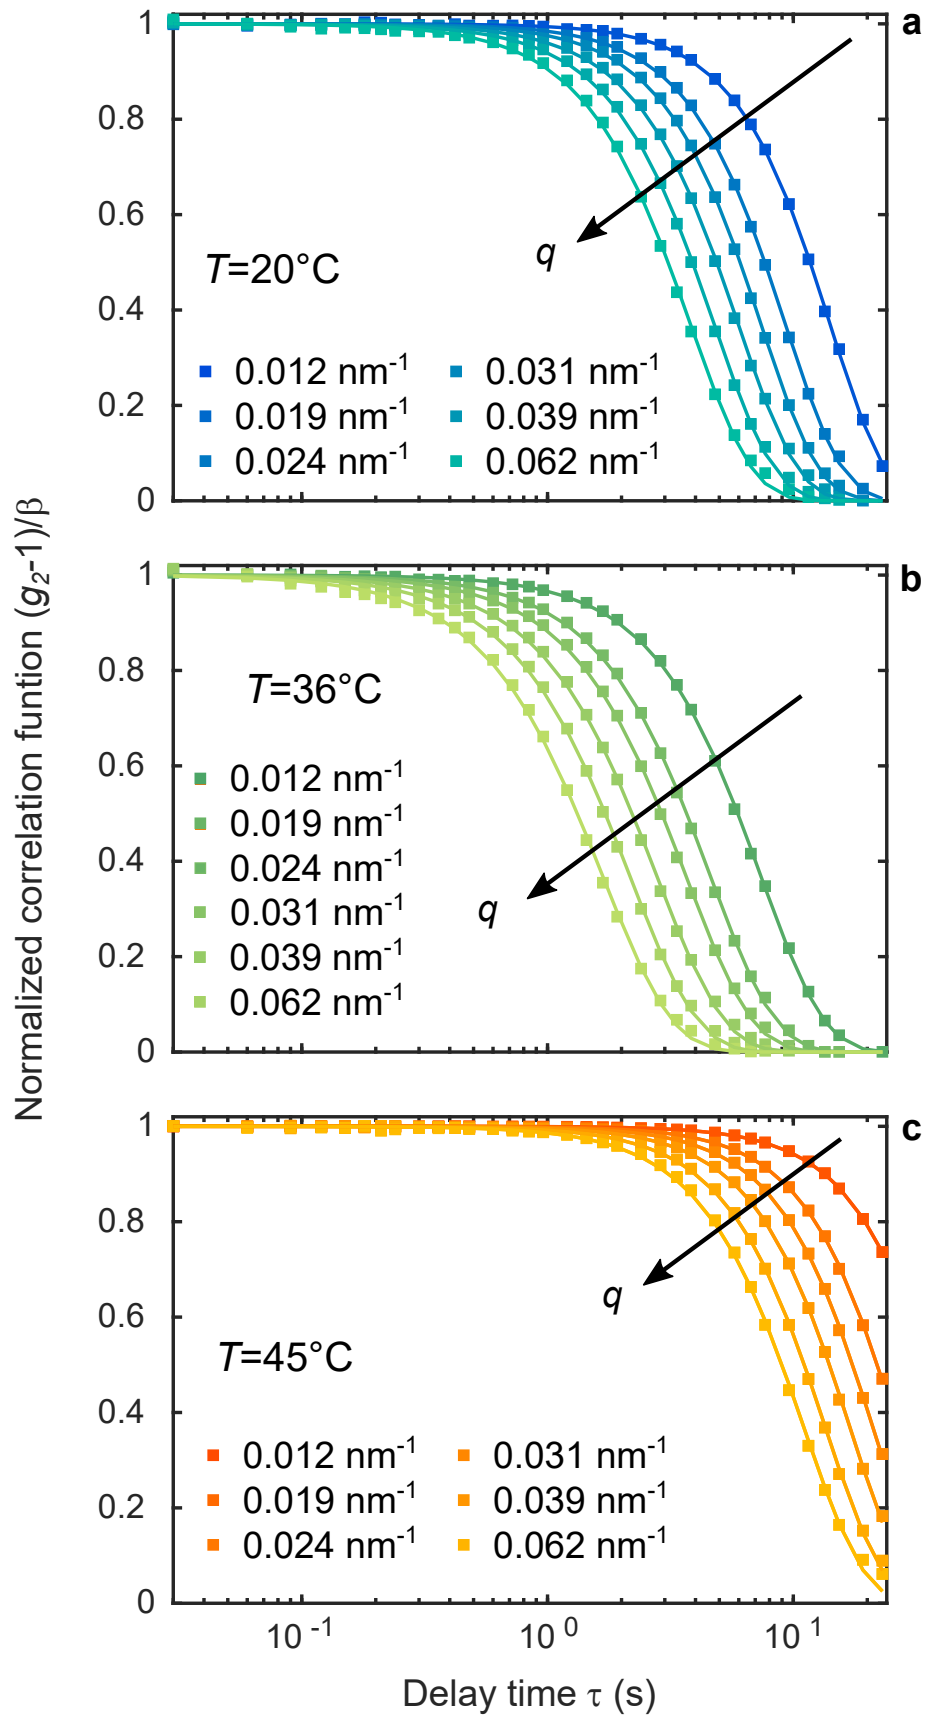 Normalized correlation funtion (g₂-1)/β
a
1
0.8
0.6
0.4
0.2
0
q
T=20°C
0.012 nm⁻¹ 0.031 nm⁻¹
0.019 nm⁻¹ 0.039 nm⁻¹
0.024 nm⁻¹ 0.062 nm⁻¹
b
1
0.8
0.6
0.4
0.2
0
T=36°C
q
0.012 nm⁻¹
0.019 nm⁻¹
0.024 nm⁻¹
0.031 nm⁻¹
0.039 nm⁻¹
0.062 nm⁻¹
c
1
0.8
0.6
0.4
0.2
0
q
T=45°C
0.012 nm⁻¹ 0.031 nm⁻¹
0.019 nm⁻¹ 0.039 nm⁻¹
0.024 nm⁻¹ 0.062 nm⁻¹
10⁻¹ 10⁰ 10¹
Delay time τ (s)